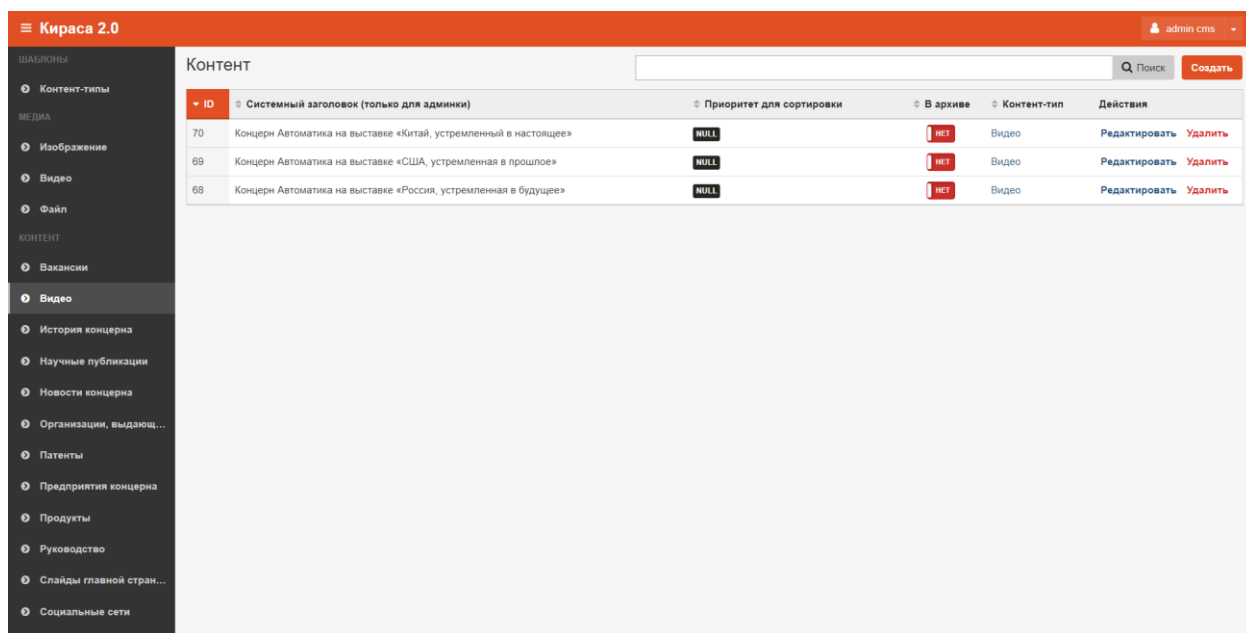 Кираса 2.0
admin cms
ШАБЛОНЫ
Контент-типы
МЕДИА
Изображение
Видео
Файл
КОНТЕНТ
Вакансии
Видео
История концерна
Научные публикации
Новости концерна
Организации, выдающ...
Патенты
Предприятия концерна
Продукты
Руководство
Слайды главной стран...
Социальные сети
Контент
Поиск
Создать
ID Системный заголовок (только для админки) Приоритет для сортировки В архиве Контент-тип Действия
70 Концерн Автоматика на выставке «Китай, устремленный в настоящее» NULL НЕТ Видео Редактировать Удалить
69 Концерн Автоматика на выставке «США, устремленная в прошлое» NULL НЕТ Видео Редактировать Удалить
68 Концерн Автоматика на выставке «Россия, устремленная в будущее» NULL НЕТ Видео Редактировать Удалить